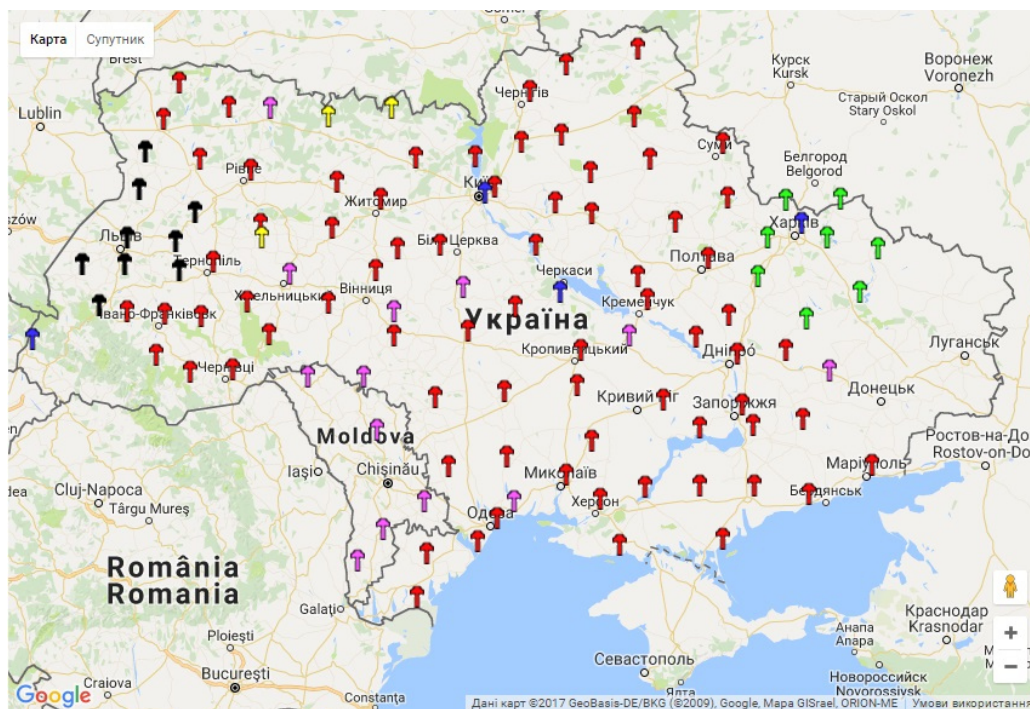 Карта Супутник
Brest
Lublin
Чернігів
Курск
Kursk
Воронеж
Voronezh
Старый Оскол
Stary Oskol
Суми
Белгород
Belgorod
Рівне
Київ
Житомир
Харків
Львів
Тернопіль
Біла Церква
Полтава
Хмельницький
Вінниця
Черкаси
Кременчук
Івано-Франківськ
Україна
Луганськ
Чернівці
Кропивницький
Дніпро
Донецьк
Кривий Ріг
Запоріжжя
Moldova
Iași
Chișinău
Маріуполь
Ростов-на-До
Rostov-on-Do
Cluj-Napoca
Târgu Mureș
Миколаїв
Бердянськ
Одеса
Херсон
România
Romania
Galați
Краснодар
Krasnodar
Анапа
Anapa
Ploiești
Севастополь
București
Новороссийск
Novorossiysk
Craiova
Constanța
Ялта
Google
Дані карт ©2017 GeoBasis-DE/BKG (©2009), Google, Mapa GISrael, ORION-ME Умови використання